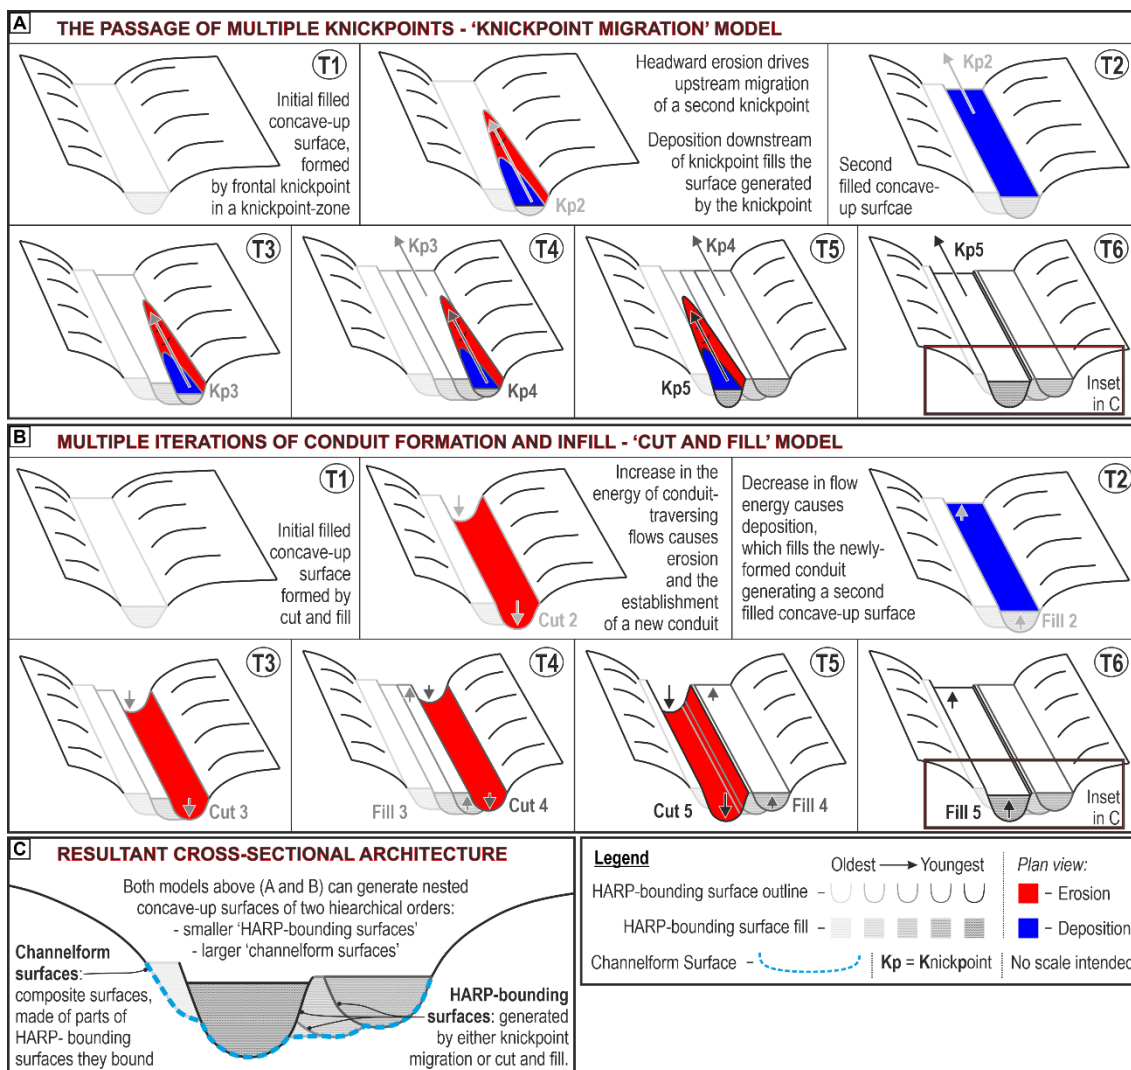 A THE PASSAGE OF MULTIPLE KNICKPOINTS - ‘KNICKPOINT MIGRATION’ MODEL
T1
Initial filled
concave-up
surface,
formed
by frontal knickpoint
in a knickpoint-zone
Headward erosion drives
upstream migration
of a second knickpoint
Deposition downstream
of knickpoint fills the
surface generated
by the knickpoint
Kp2
T2
Kp2
Second
filled concave-
up surfcae
T3
Kp3
T4
Kp3
Kp4
T5
Kp4
Kp5
T6
Kp5
Inset
in C
B MULTIPLE ITERATIONS OF CONDUIT FORMATION AND INFILL - ‘CUT AND FILL’ MODEL
T1
Initial filled
concave-up
surface
formed by
cut and fill
Increase in the
energy of conduit-
traversing
flows causes
erosion
and the
establishment
of a new conduit
Cut 2
T2
Decrease in flow
energy causes
deposition,
which fills the newly-
formed conduit
generating a second
filled concave-up surface
Fill 2
T3
Cut 3
T4
Fill 3
Cut 4
T5
Cut 5
Fill 4
T6
Fill 5
Inset
in C
C RESULTANT CROSS-SECTIONAL ARCHITECTURE
Both models above (A and B) can generate nested
concave-up surfaces of two hiearchical orders:
- smaller ‘HARP-bounding surfaces’
- larger ‘channelform surfaces’
Channelform
surfaces:
composite surfaces,
made of parts of
HARP- bounding
surfaces they bound
HARP-bounding
surfaces: generated
by either knickpoint
migration or cut and fill.
Legend
Oldest Youngest
Plan view:
HARP-bounding surface outline –
– Erosion
HARP-bounding surface fill –
– Deposition
Channelform Surface –
Kp = Knickpoint
No scale intended